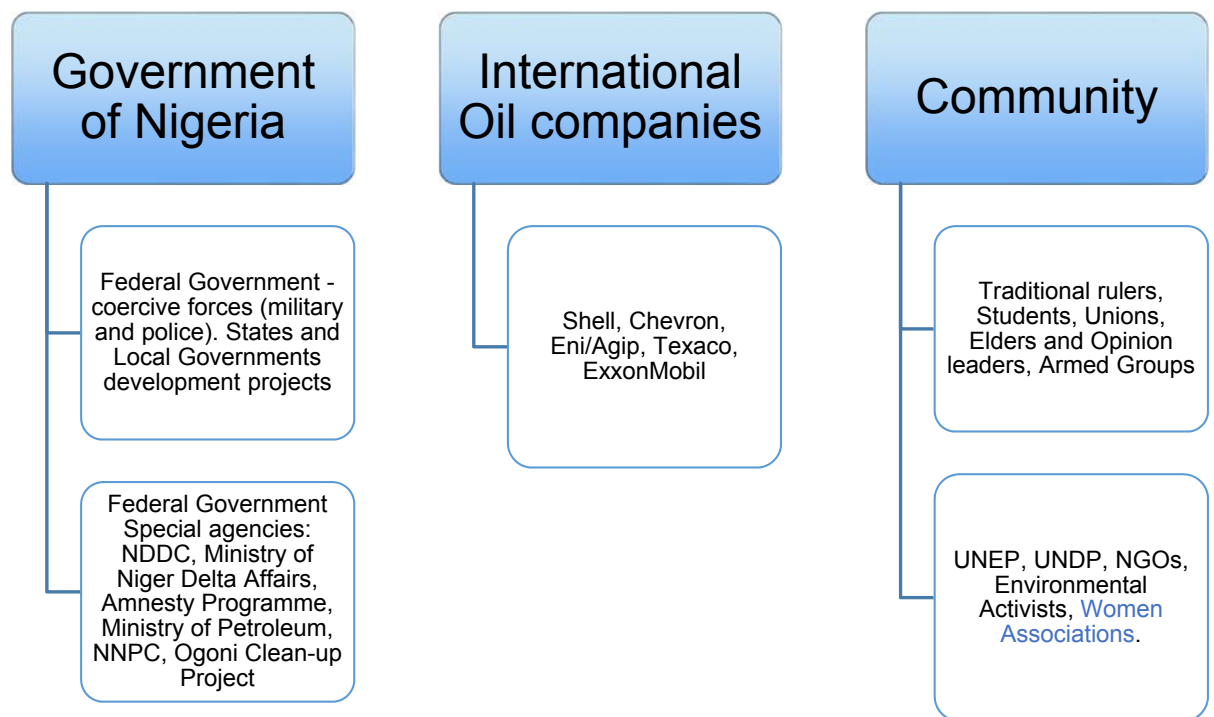 Government
of Nigeria
Federal Government -
coercive forces (military
and police). States and
Local Governments
development projects
Federal Government
Special agencies:
NDDC, Ministry of
Niger Delta Affairs,
Amnesty Programme,
Ministry of Petroleum,
NNPC, Ogoni Clean-up
Project
International
Oil companies
Shell, Chevron,
Eni/Agip, Texaco,
ExxonMobil
Community
Traditional rulers,
Students, Unions,
Elders and Opinion
leaders, Armed Groups
UNEP, UNDP, NGOs,
Environmental
Activists, Women
Associations.